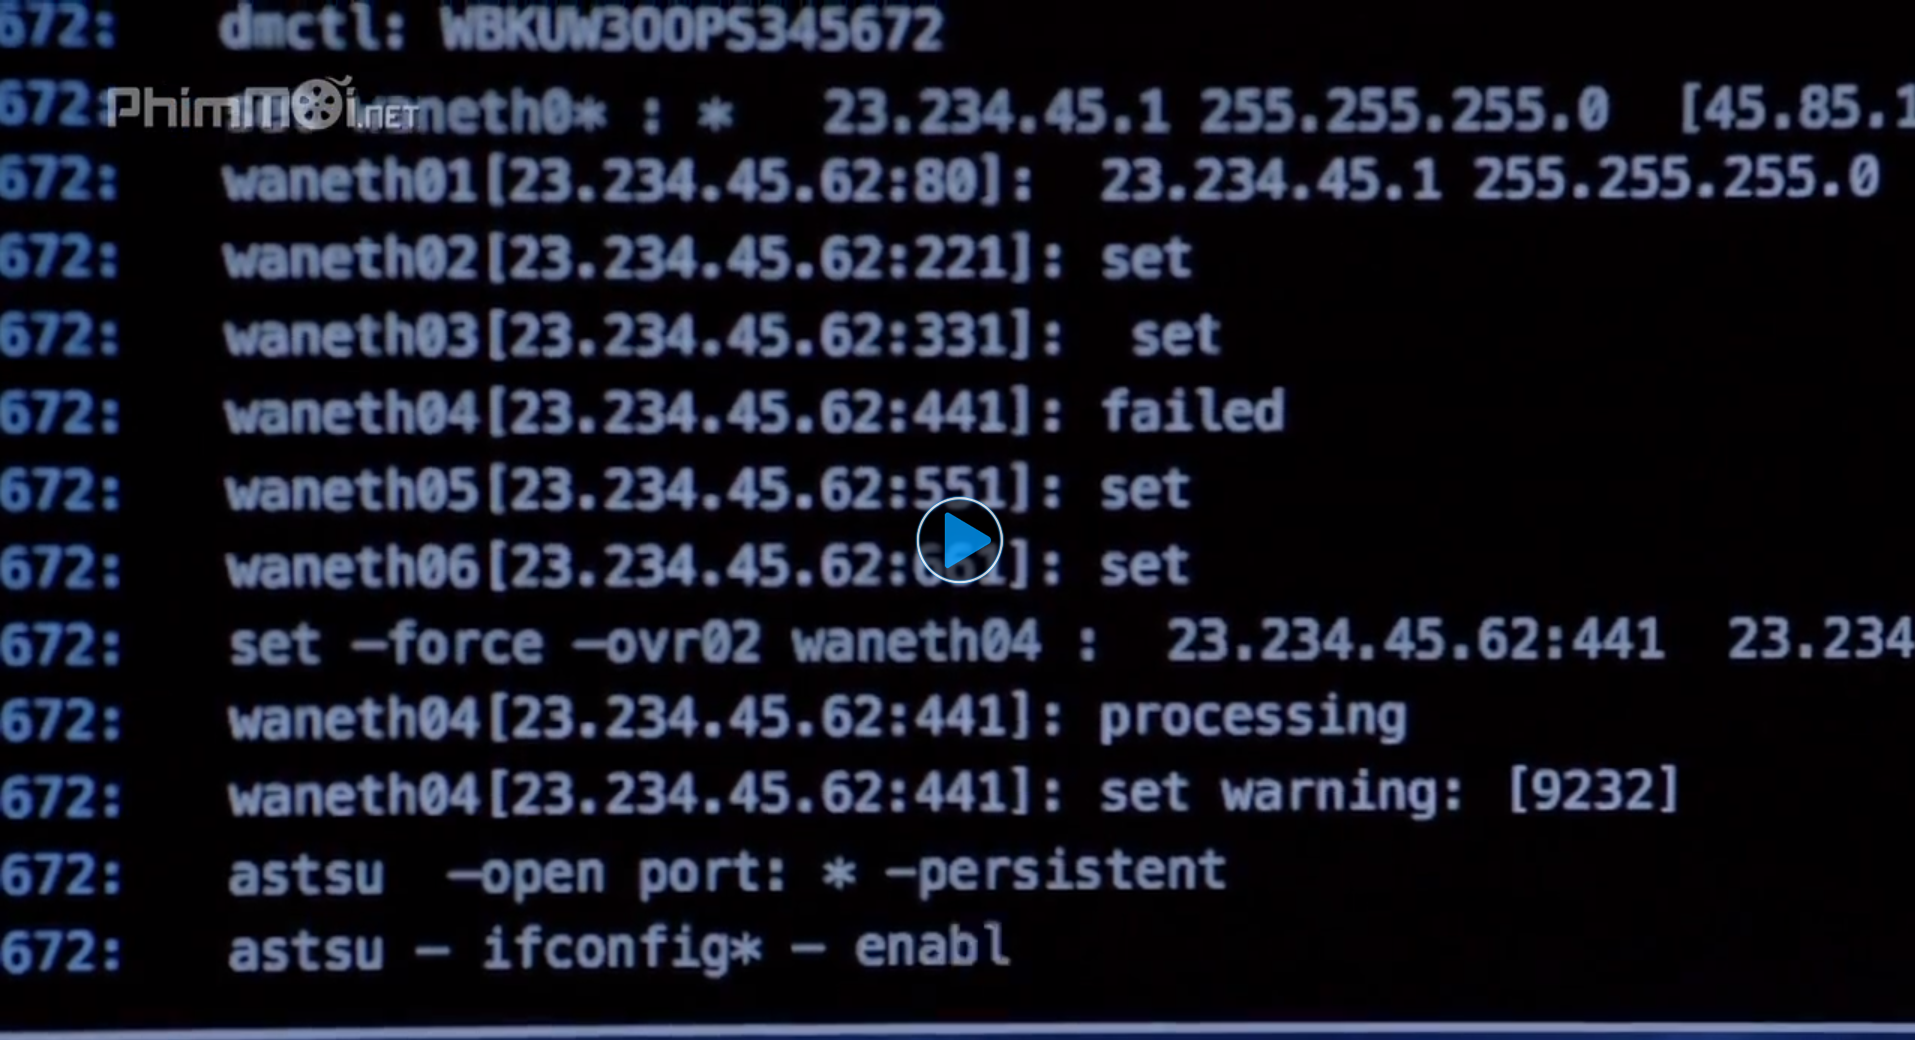 672: dmctl: WBKUW3OOPS345672
PhimMới.NET
672: waneth0* : * 23.234.45.1 255.255.255.0 [45.85.1
672: waneth01[23.234.45.62:80]: 23.234.45.1 255.255.255.0
672: waneth02[23.234.45.62:221]: set
672: waneth03[23.234.45.62:331]: set
672: waneth04[23.234.45.62:441]: failed
672: waneth05[23.234.45.62:551]: set
672: waneth06[23.234.45.62:661]: set
672: set —force —ovr02 waneth04 : 23.234.45.62:441 23.234
672: waneth04[23.234.45.62:441]: processing
672: waneth04[23.234.45.62:441]: set warning: [9232]
672: astsu —open port: * —persistent
672: astsu — ifconfig* — enabl